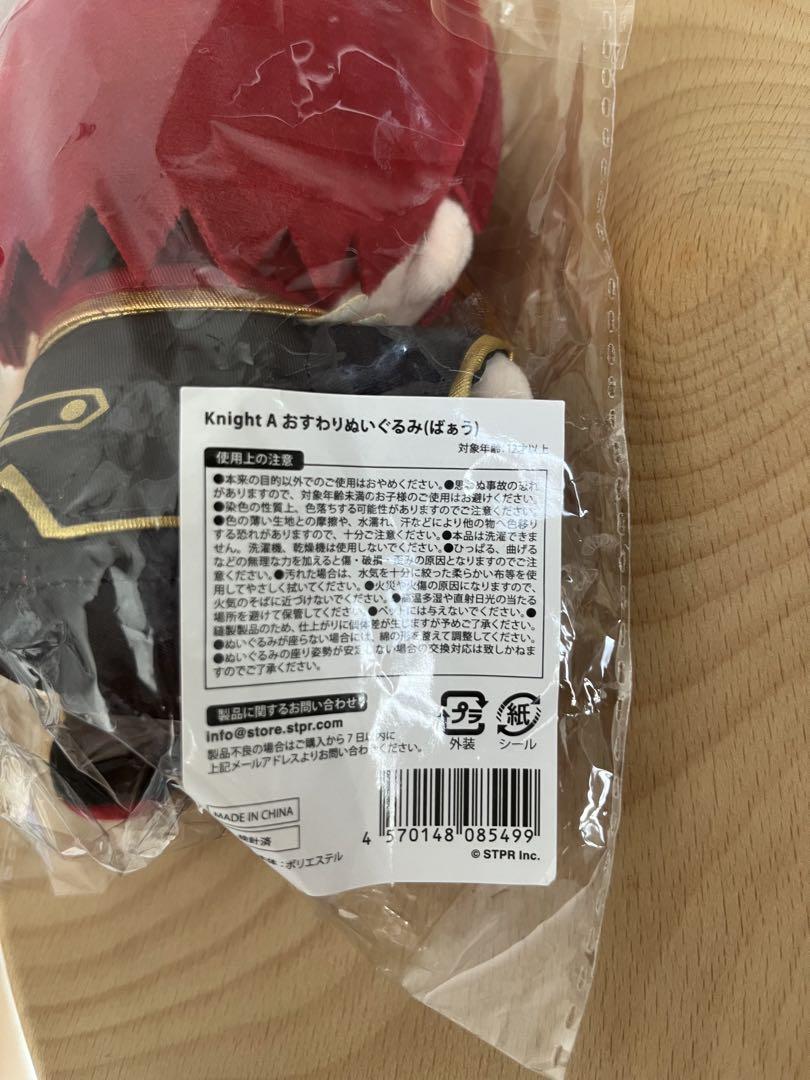 Knight A おすわりぬいぐるみ(ばぁう)
対象年齢:12才以上
使用上の注意
●本来の目的以外でのご使用はおやめください。●思わぬ事故の恐れ
がありますので、対象年齢未満のお子様のご使用はお避けください。
●染色の性質上、色落ちする可能性がありますのでご注意ください。
●色の薄い生地との摩擦や、水濡れ、汗などにより他の物へ色移り
する恐れがありますので、十分ご注意ください。●本品は洗濯できま
せん。洗濯機、乾燥機は使用しないでください。●ひっぱる、曲げる
などの無理な力を加えると傷・破損・歪みの原因となりますのでご注
意ください。●汚れた場合は、水気を十分に絞った柔らかい布等を使
用してやさしく拭いてください。●火災や火傷の原因になりますので、
火気のそばに近づけないでください。●高温多湿や直射日光の当たる
場所を避けて保管してください。●ペットには与えないでください。●
縫製製品のため、仕上がりに個体差が生じますが予めご了承ください。
●ぬいぐるみが座らない場合には、綿の形を整えて調整してください。
●ぬいぐるみの座り姿勢が安定しない場合の交換対応は致しかねま
すのでご了承ください。
製品に関するお問い合わせ
info@store.stpr.com
製品不良の場合はご購入から7日以内に
上記メールアドレスよりお問い合わせください。
プラ
外装
紙
シール
MADE IN CHINA
検針済
:ポリエステル
4 570148 085499
© STPR Inc.